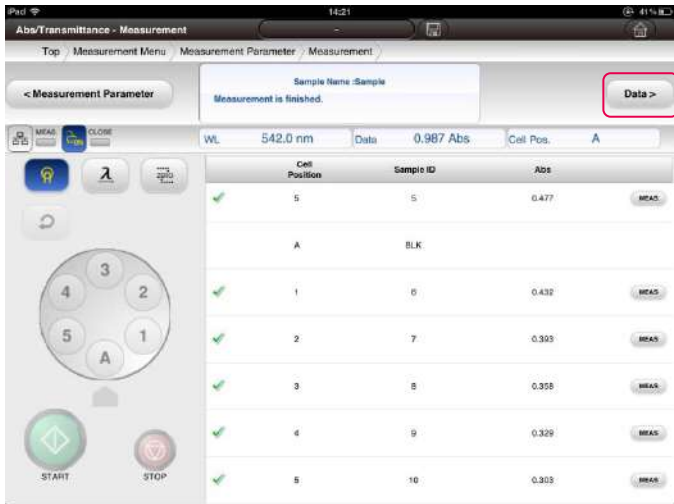 iPad 14:21 41%
Abs/Transmittance - Measurement -
Top Measurement Menu Measurement Parameter Measurement
< Measurement Parameter
Sample Name :Sample
Measurement is finished.
Data >
MEAS. ON CLOSE
WL 542.0 nm Data 0.987 Abs Cell Pos. A
Cell Position Sample ID Abs
λ zero
5 5 0.477 MEAS
A BLK
1 6 0.432 MEAS
2 7 0.393 MEAS
3 8 0.358 MEAS
4 9 0.329 MEAS
5 10 0.303 MEAS
3
4 2
5 1
A
START STOP